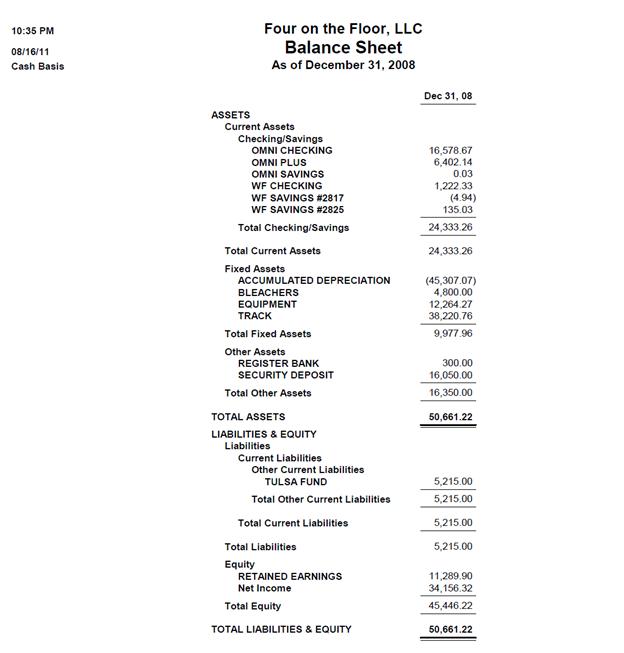 10:35 PM
08/16/11
Cash Basis
Four on the Floor, LLC
Balance Sheet
As of December 31, 2008
Dec 31, 08
ASSETS
Current Assets
Checking/Savings
OMNI CHECKING 16,578.67
OMNI PLUS 6,402.14
OMNI SAVINGS 0.03
WF CHECKING 1,222.33
WF SAVINGS #2817 (4.94)
WF SAVINGS #2825 135.03
Total Checking/Savings 24,333.26
Total Current Assets 24,333.26
Fixed Assets
ACCUMULATED DEPRECIATION (45,307.07)
BLEACHERS 4,800.00
EQUIPMENT 12,264.27
TRACK 38,220.76
Total Fixed Assets 9,977.96
Other Assets
REGISTER BANK 300.00
SECURITY DEPOSIT 16,050.00
Total Other Assets 16,350.00
TOTAL ASSETS 50,661.22
LIABILITIES & EQUITY
Liabilities
Current Liabilities
Other Current Liabilities
TULSA FUND 5,215.00
Total Other Current Liabilities 5,215.00
Total Current Liabilities 5,215.00
Total Liabilities 5,215.00
Equity
RETAINED EARNINGS 11,289.90
Net Income 34,156.32
Total Equity 45,446.22
TOTAL LIABILITIES & EQUITY 50,661.22